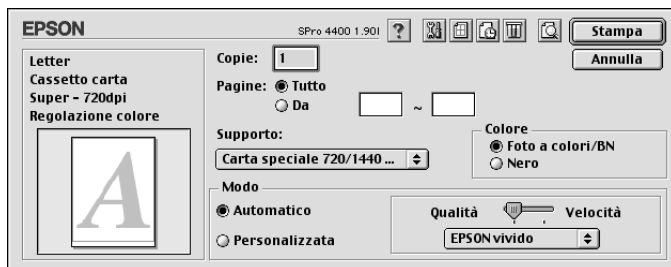 EPSON
SPro 4400 1.90I
?
Stampa
Letter
Cassetto carta
Super - 720dpi
Regolazione colore
A
Copie: 1
Annulla
Pagine: Tutto
Da ~
Supporto:
Carta speciale 720/1440 ...
Colore
Foto a colori/BN
Nero
Modo
Automatico
Personalizzata
Qualità Velocità
EPSON vivido